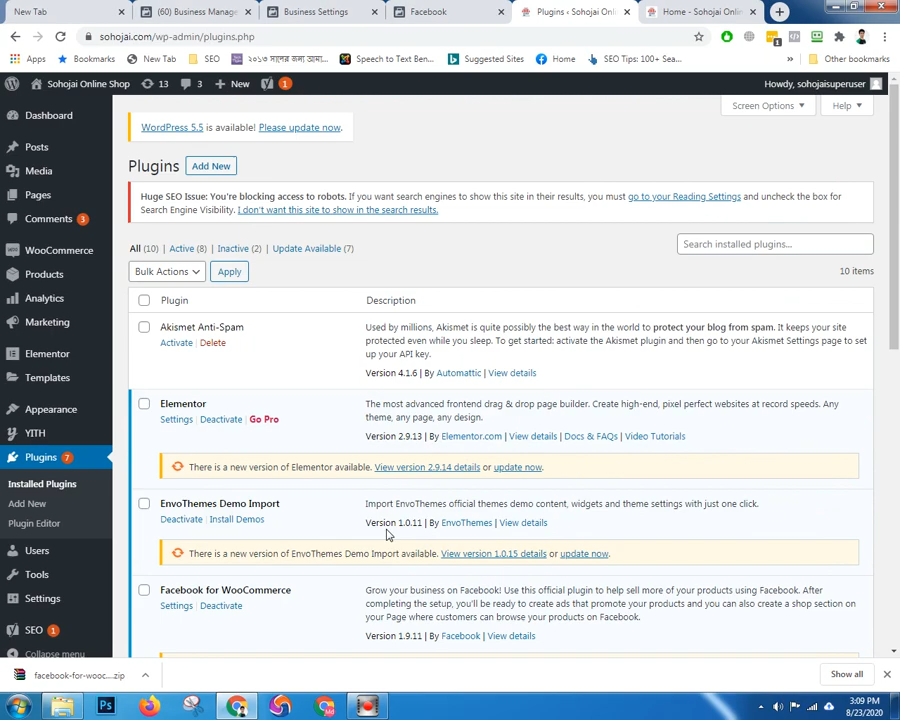 New Tab
(60) Business Manag
Business Settings
Facebook
Plugins ‹ Sohojai Onlin
Home - Sohojai Onlin
sohojai.com/wp-admin/plugins.php
Apps
Bookmarks
New Tab
SEO
২০১৩ সালের ছাত্র আমা...
Speech to Text Ben...
Suggested Sites
Home
SEO Tips: 100+ Sea...
»
Other bookmarks
Sohojai Online Shop
13
3
New
1
Howdy, sohojaisuperuser
Dashboard
Posts
Media
Pages
Comments 3
WooCommerce
Products
Analytics
Marketing
Elementor
Templates
Appearance
YITH
Plugins 7
Installed Plugins
Add New
Plugin Editor
Users
Tools
Settings
SEO 1
Collapse menu
Screen Options
Help
WordPress 5.5 is available! Please update now.
Plugins
Add New
Huge SEO Issue: You're blocking access to robots. If you want search engines to show this site in their results, you must go to your Reading Settings and uncheck the box for
Search Engine Visibility. I don't want this site to show in the search results.
All (10) | Active (8) | Inactive (2) | Update Available (7)
Search installed plugins...
Bulk Actions
Apply
10 items
Plugin
Description
Akismet Anti-Spam
Activate | Delete
Used by millions, Akismet is quite possibly the best way in the world to protect your blog from spam. It keeps your site
protected even while you sleep. To get started: activate the Akismet plugin and then go to your Akismet Settings page to set
up your API key.
Version 4.1.6 | By Automattic | View details
Elementor
Settings | Deactivate | Go Pro
The most advanced frontend drag & drop page builder. Create high-end, pixel perfect websites at record speeds. Any
theme, any page, any design.
Version 2.9.13 | By Elementor.com | View details | Docs & FAQs | Video Tutorials
There is a new version of Elementor available. View version 2.9.14 details or update now.
EnvoThemes Demo Import
Deactivate | Install Demos
Import EnvoThemes official themes demo content, widgets and theme settings with just one click.
Version 1.0.11 | By EnvoThemes | View details
There is a new version of EnvoThemes Demo Import available. View version 1.0.15 details or update now.
Facebook for WooCommerce
Settings | Deactivate
Grow your business on Facebook! Use this official plugin to help sell more of your products using Facebook. After
completing the setup, you'll be ready to create ads that promote your products and you can also create a shop section on
your Page where customers can browse your products on Facebook.
Version 1.9.11 | By Facebook | View details
facebook-for-wooc....zip
Show all
Ps
Md
3:09 PM
8/23/2020